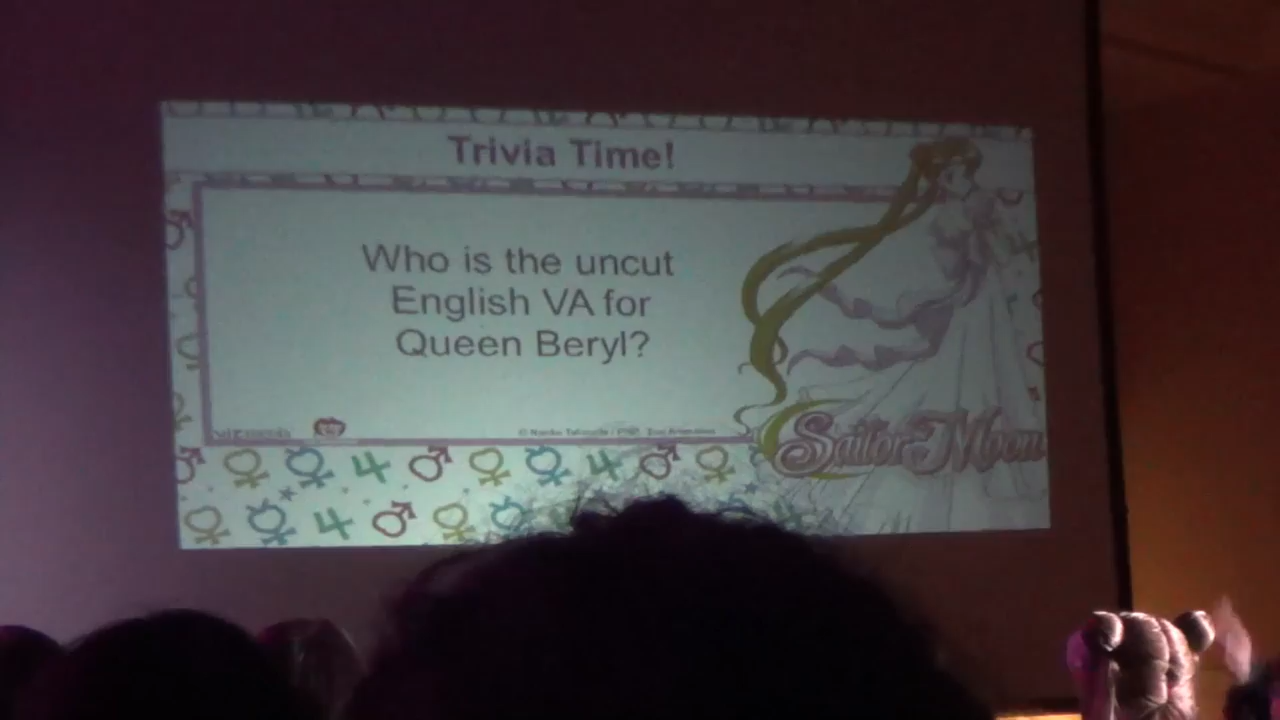 Trivia Time!
Who is the uncut
English VA for
Queen Beryl?
Sailor Moon